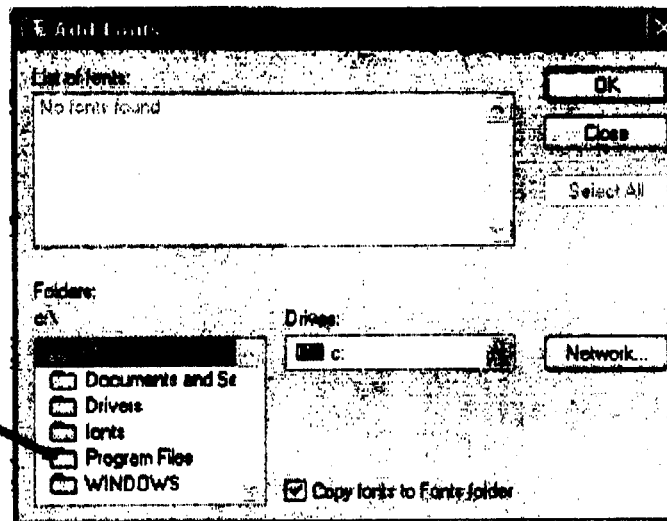 Add Fonts
List of fonts:
No fonts found
OK
Close
Select All
Folders:
c:\
Drives:
c:
Network...
Documents and Se
Drivers
fonts
Program Files
WINDOWS
Copy fonts to Fonts folder